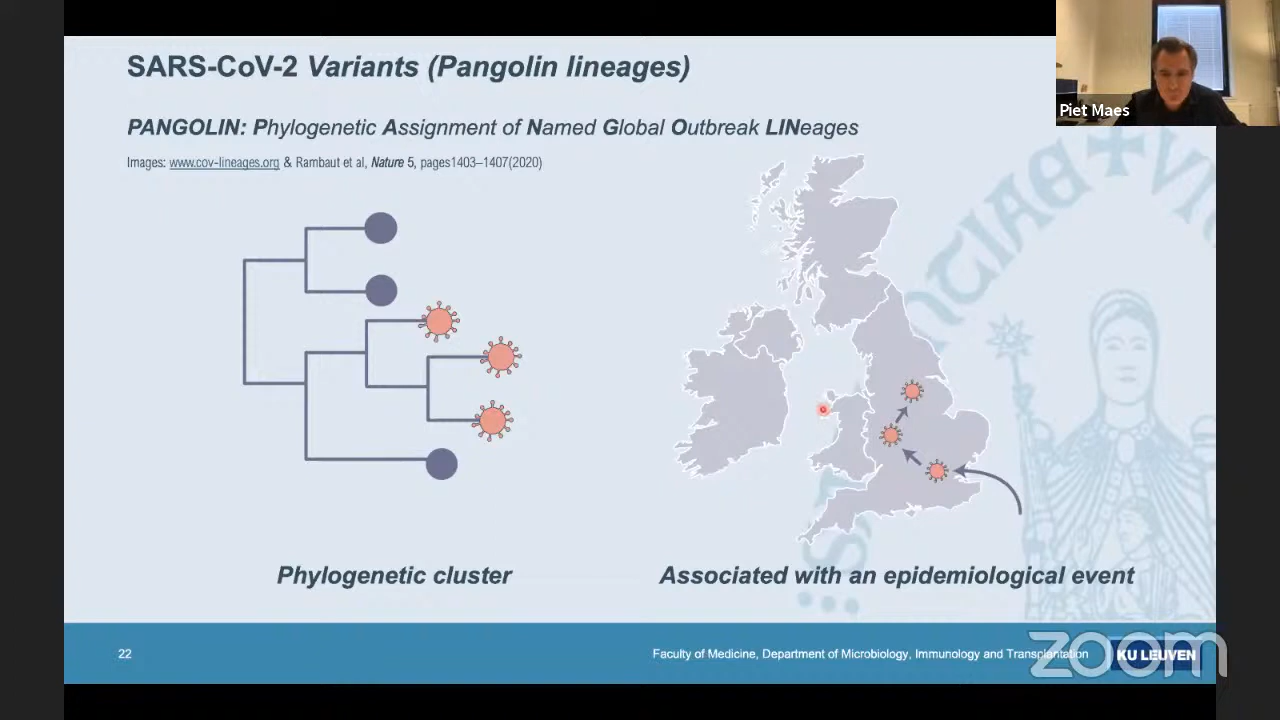 SARS-CoV-2 Variants (Pangolin lineages)
PANGOLIN: Phylogenetic Assignment of Named Global Outbreak LINeages
Images: www.cov-lineages.org & Rambaut et al, Nature 5, pages1403–1407(2020)
Piet Maes
Phylogenetic cluster
Associated with an epidemiological event
22
Faculty of Medicine, Department of Microbiology, Immunology and Transplantation
KU LEUVEN
zoom